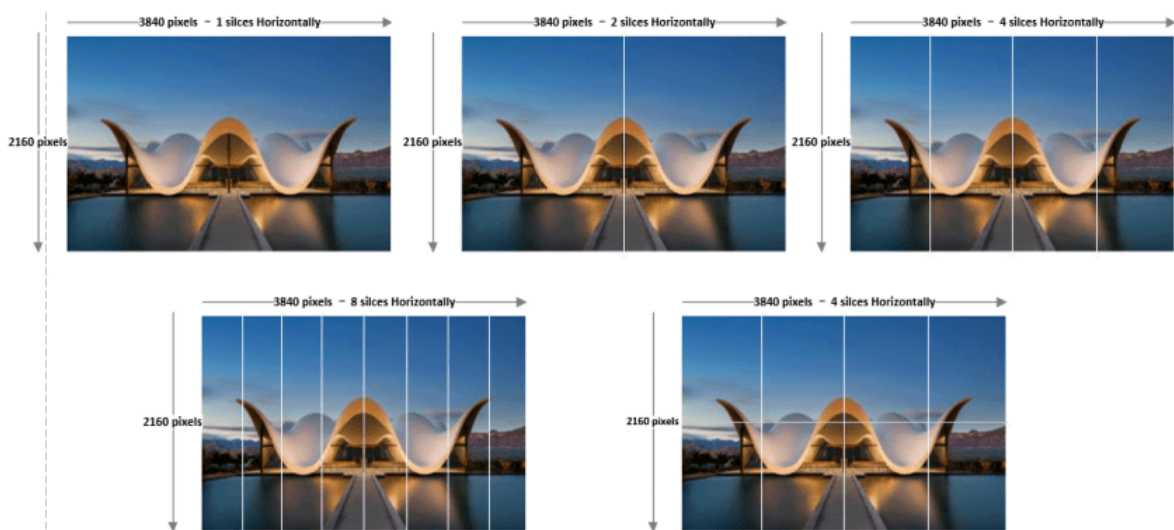 3840 pixels - 1 silces Horizontally
3840 pixels - 2 silces Horizontally
3840 pixels - 4 silces Horizontally
2160 pixels
2160 pixels
2160 pixels
3840 pixels - 8 silces Horizontally
3840 pixels - 4 silces Horizontally
2160 pixels
2160 pixels